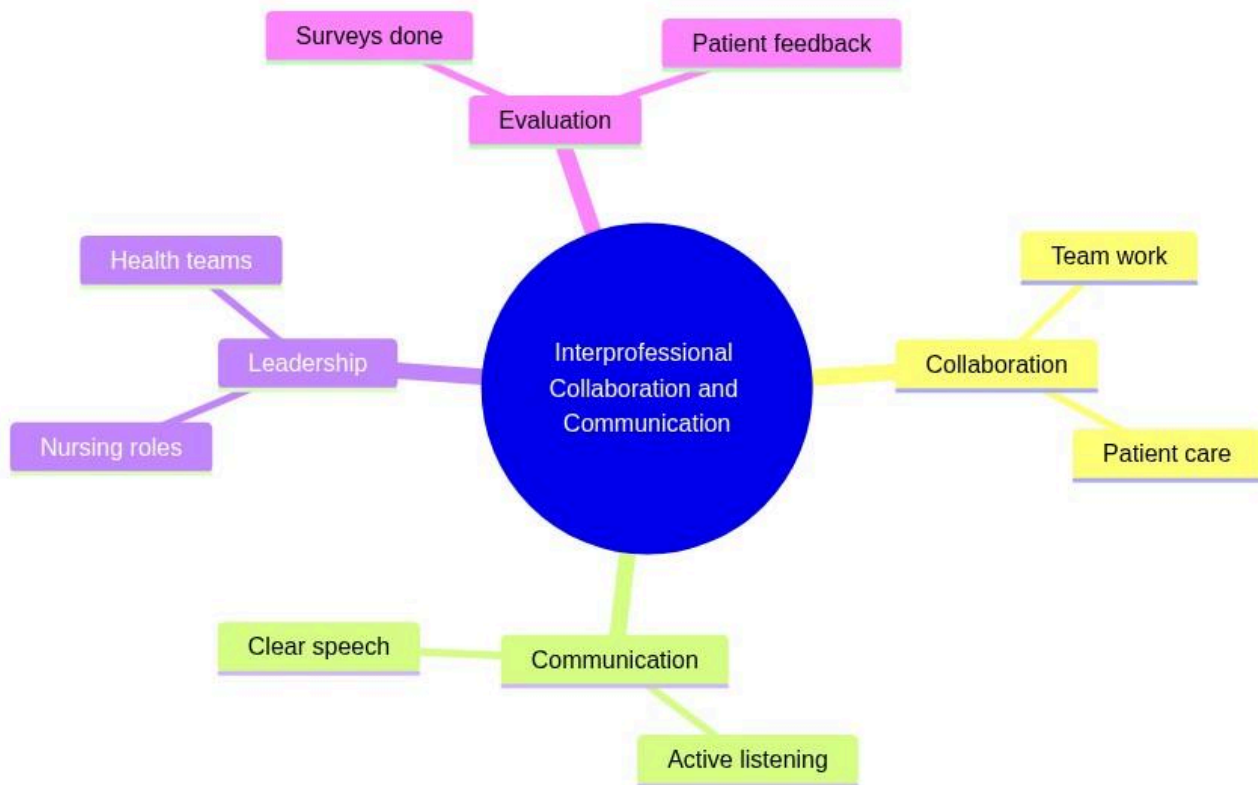 Surveys done
Patient feedback
Evaluation
Health teams
Team work
Leadership
Interprofessional
Collaboration and
Communication
Collaboration
Nursing roles
Patient care
Clear speech
Communication
Active listening